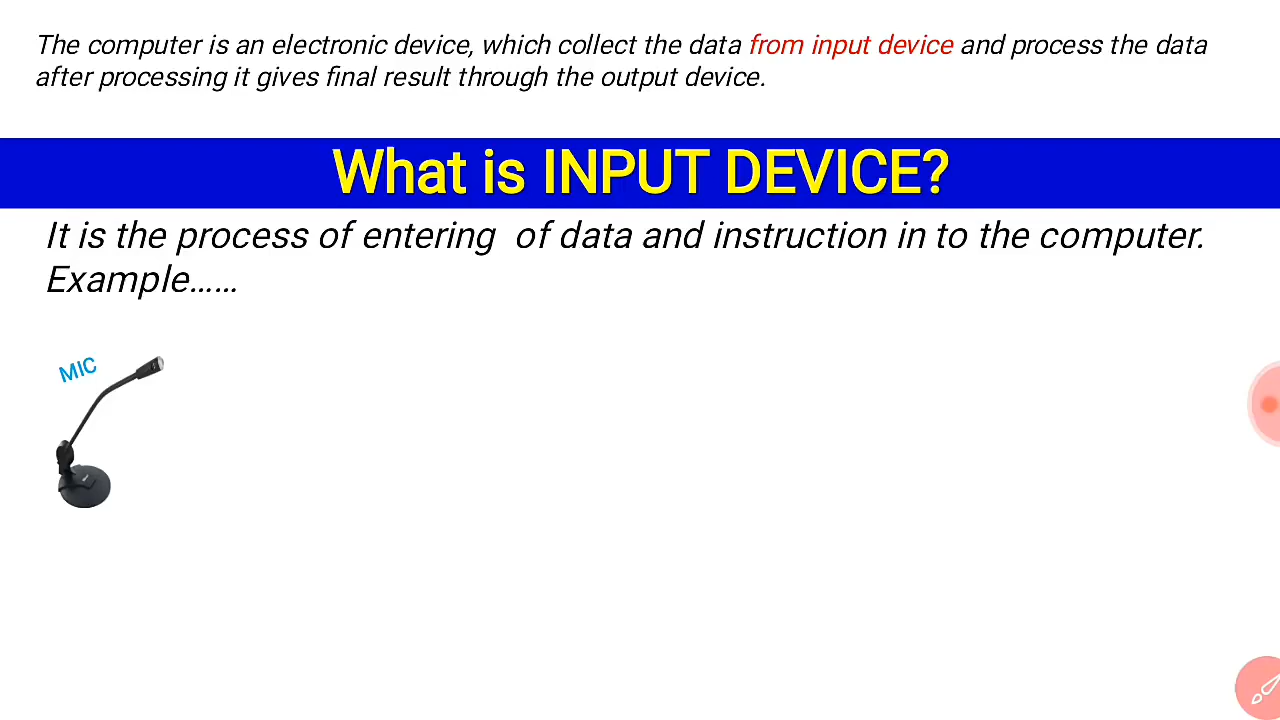 The computer is an electronic device, which collect the data from input device and process the data
after processing it gives final result through the output device.
What is INPUT DEVICE?
It is the process of entering  of data and instruction in to the computer.
Example......
MIC